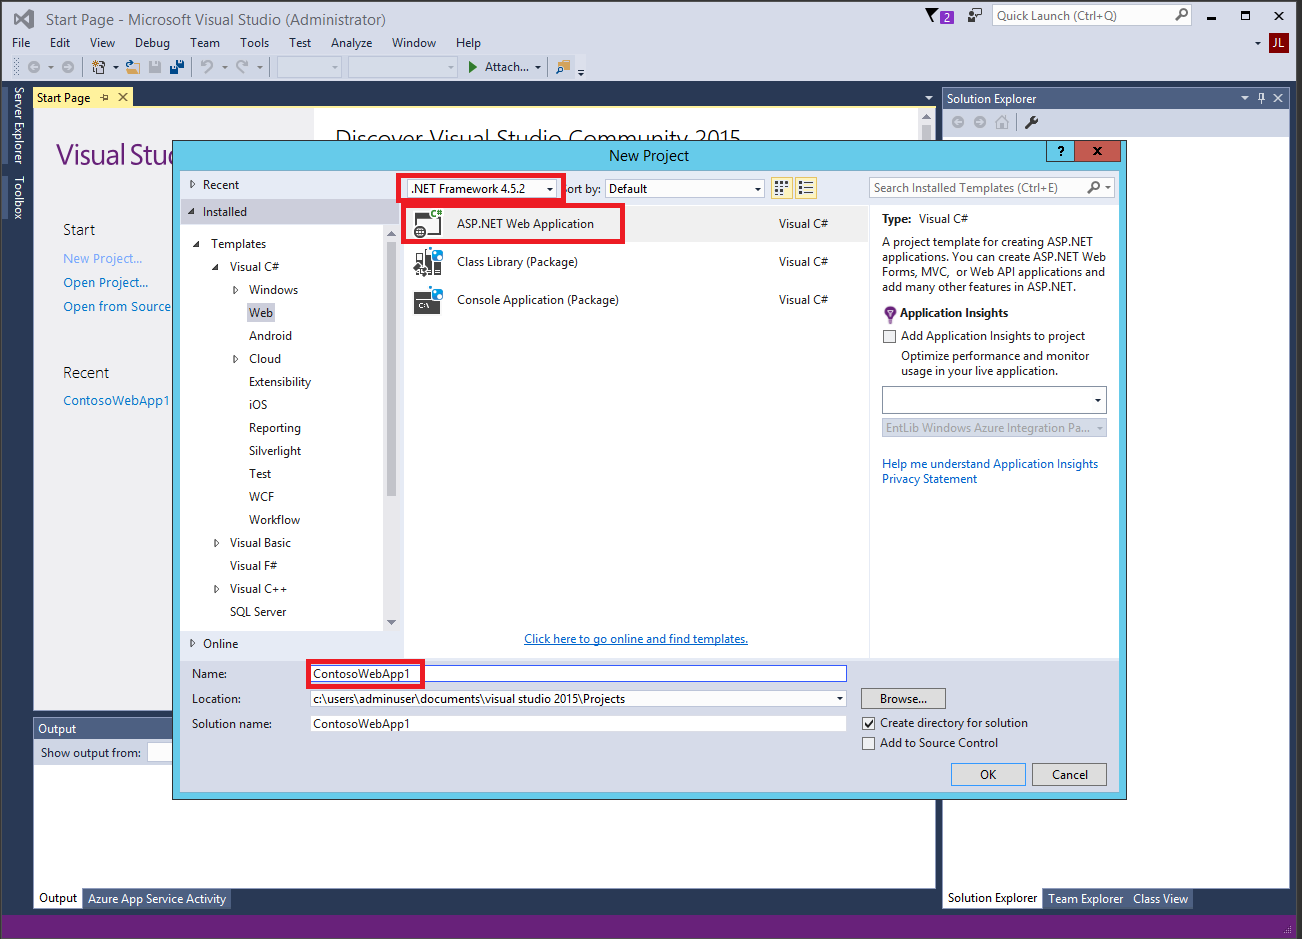 Start Page - Microsoft Visual Studio (Administrator)
2
Quick Launch (Ctrl+Q)
File Edit View Debug Team Tools Test Analyze Window Help
JL
Attach...
Server Explorer
Toolbox
Start Page
Solution Explorer
Discover Visual Studio Community 2015
Visual Stu
Start
New Project...
Open Project...
Open from Source
Recent
ContosoWebApp1
New Project
?
Recent
.NET Framework 4.5.2
ort by: Default
Search Installed Templates (Ctrl+E)
Installed
Templates
Visual C#
Windows
Web
Android
Cloud
Extensibility
iOS
Reporting
Silverlight
Test
WCF
Workflow
Visual Basic
Visual F#
Visual C++
SQL Server
Online
ASP.NET Web Application Visual C#
Class Library (Package) Visual C#
Console Application (Package) Visual C#
Click here to go online and find templates.
Type: Visual C#
A project template for creating ASP.NET
applications. You can create ASP.NET Web
Forms, MVC, or Web API applications and
add many other features in ASP.NET.
Application Insights
Add Application Insights to project
Optimize performance and monitor
usage in your live application.
EntLib Windows Azure Integration Pa...
Help me understand Application Insights
Privacy Statement
Name: ContosoWebApp1
Location: c:\users\adminuser\documents\visual studio 2015\Projects
Browse...
Solution name: ContosoWebApp1
Create directory for solution
Add to Source Control
OK Cancel
Output
Show output from:
Output Azure App Service Activity
Solution Explorer Team Explorer Class View